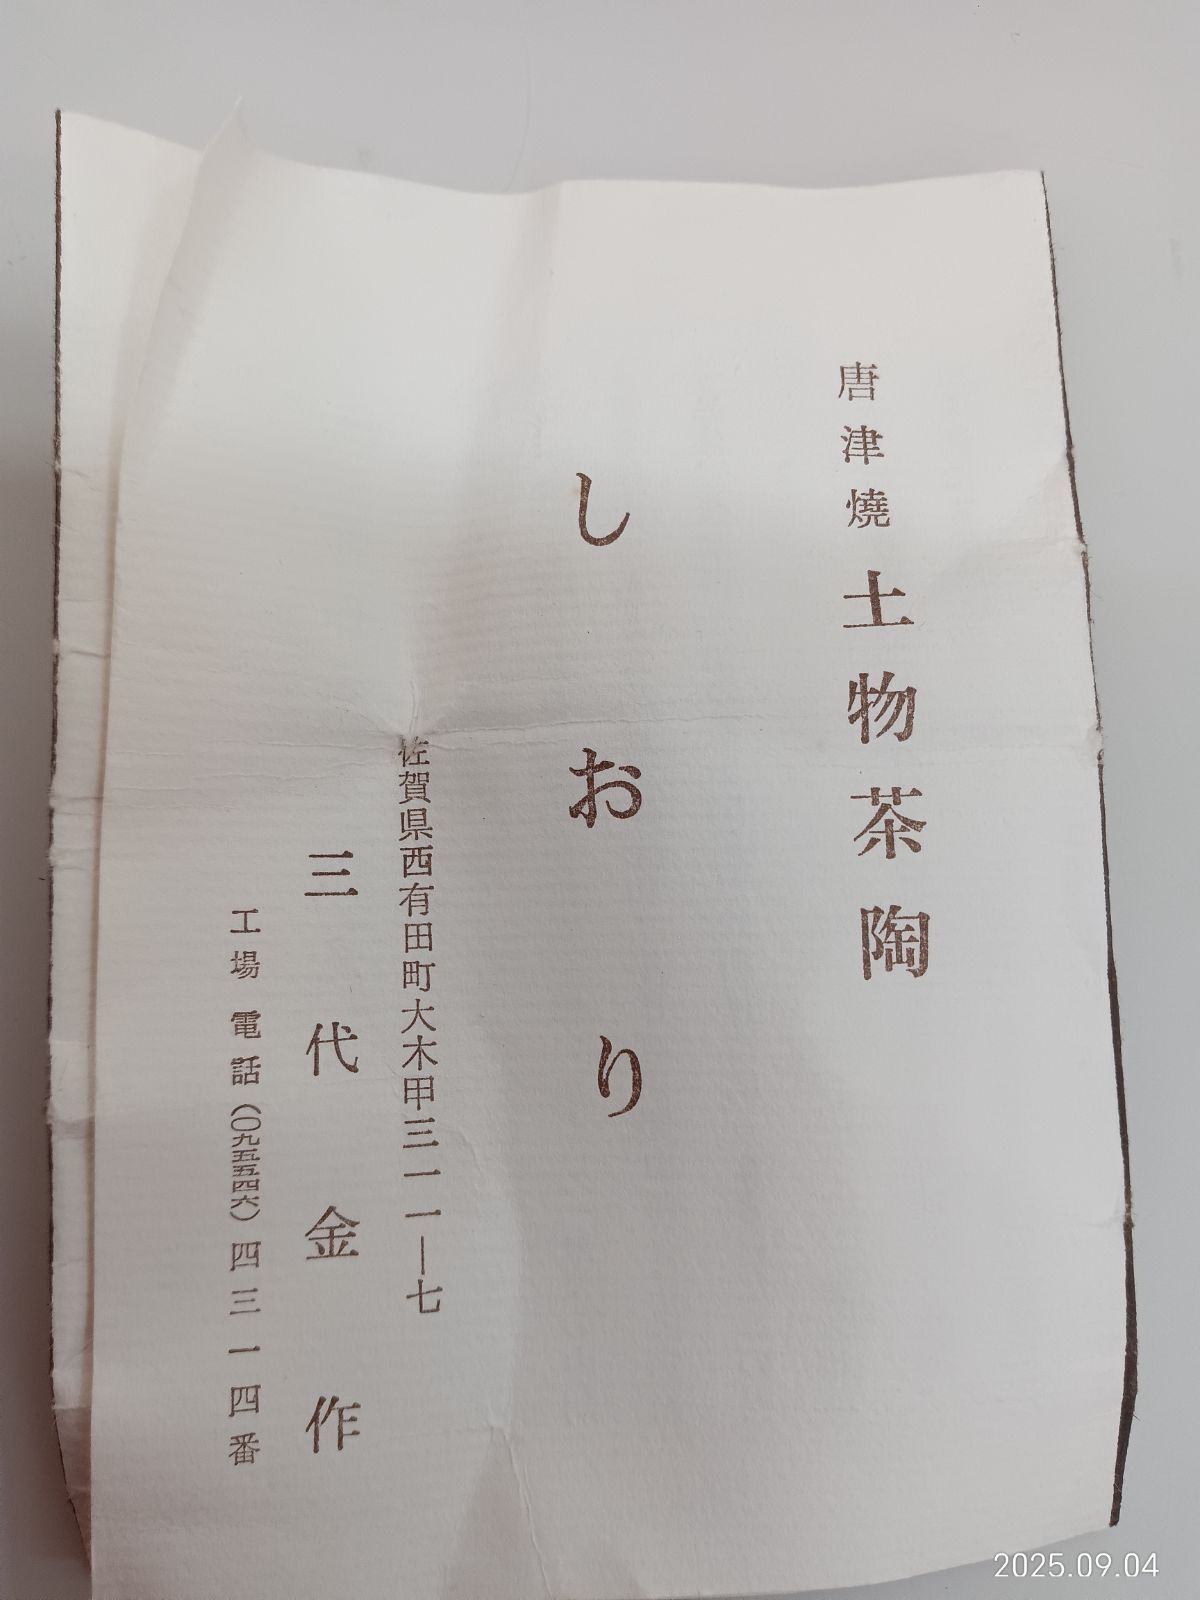 唐津燒 土物茶陶
しおり
佐賀県西有田町大木甲三一一―七
三代金作
工場 電話(〇九五五四六)四三一四番
2025.09.04